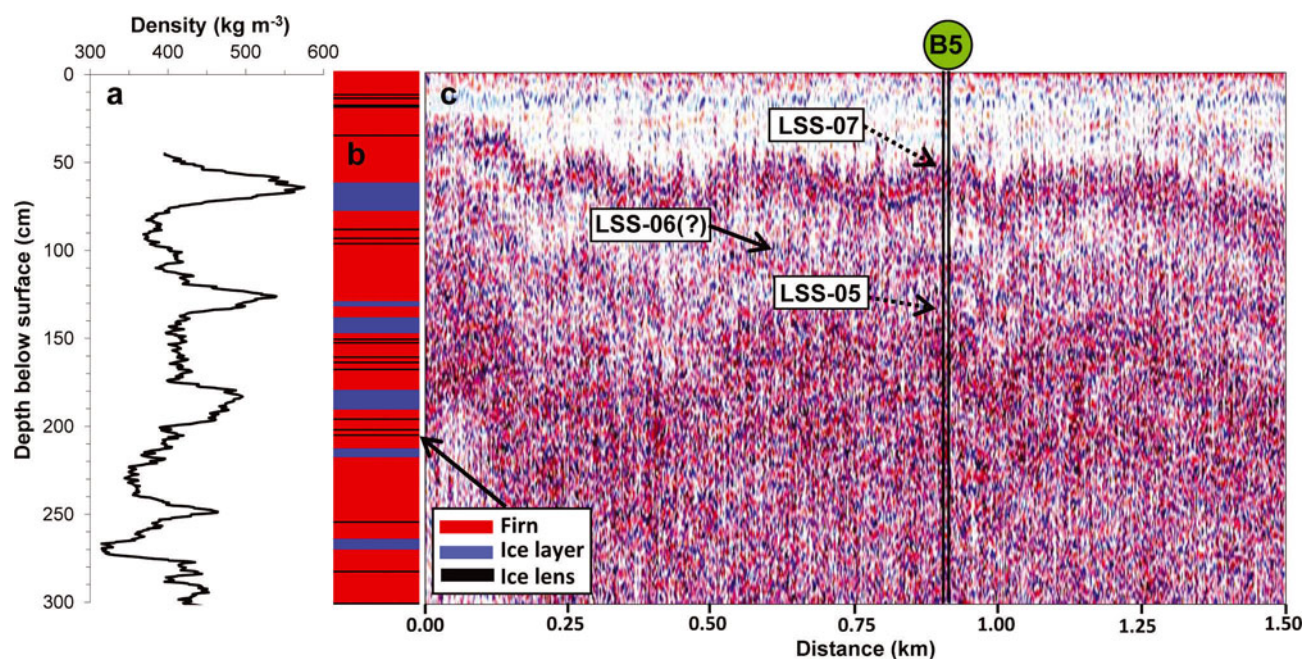 Density (kg m-3)
300 400 500 600
B5
a
b
c
0
50
100
150
200
250
300
Depth below surface (cm)
LSS-07
LSS-06(?)
LSS-05
Firn
Ice layer
Ice lens
0.00 0.25 0.50 0.75 1.00 1.25 1.50
Distance (km)